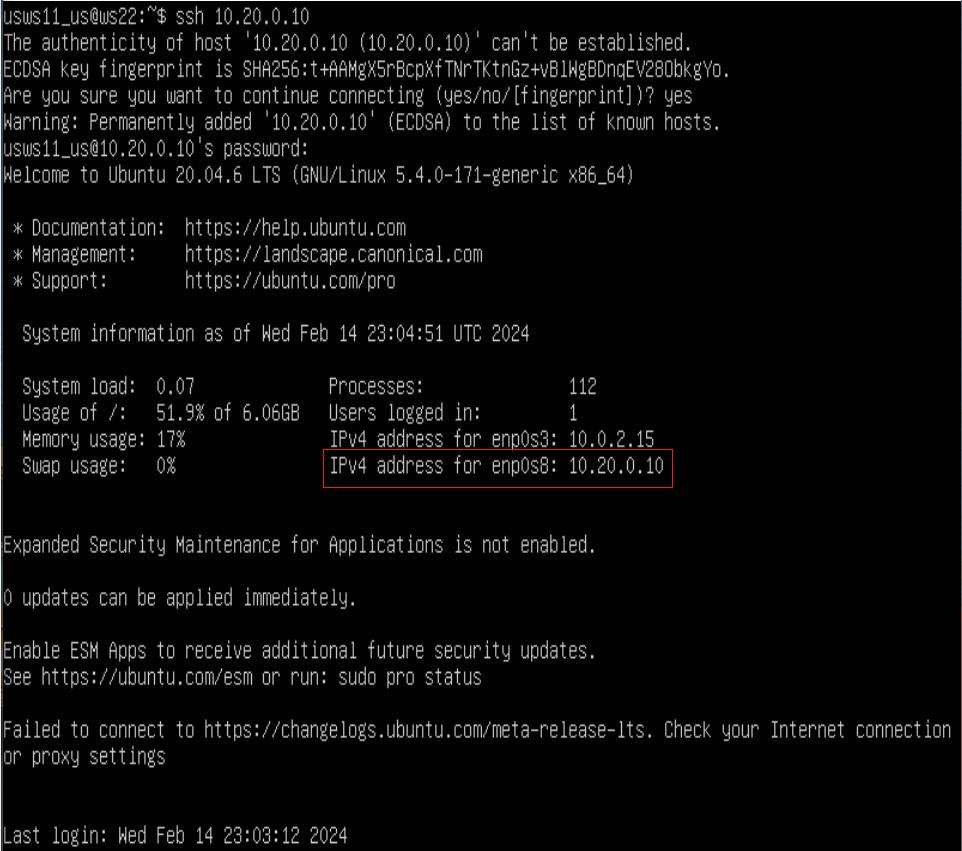 usws11_us@ws22:~$ ssh 10.20.0.10
The authenticity of host '10.20.0.10 (10.20.0.10)' can't be established.
ECDSA key fingerprint is SHA256:t+AAMgX5rBcpXfTNrTKtnGz+vBlWgBDnqEV28ObkgYo.
Are you sure you want to continue connecting (yes/no/[fingerprint])? yes
Warning: Permanently added '10.20.0.10' (ECDSA) to the list of known hosts.
usws11_us@10.20.0.10's password:
Welcome to Ubuntu 20.04.6 LTS (GNU/Linux 5.4.0-171-generic x86_64)
* Documentation: https://help.ubuntu.com
* Management: https://landscape.canonical.com
* Support: https://ubuntu.com/pro
System information as of Wed Feb 14 23:04:51 UTC 2024
System load: 0.07 Processes: 112
Usage of /: 51.9% of 6.06GB Users logged in: 1
Memory usage: 17% IPv4 address for enp0s3: 10.0.2.15
Swap usage: 0% IPv4 address for enp0s8: 10.20.0.10
Expanded Security Maintenance for Applications is not enabled.
0 updates can be applied immediately.
Enable ESM Apps to receive additional future security updates.
See https://ubuntu.com/esm or run: sudo pro status
Failed to connect to https://changelogs.ubuntu.com/meta-release-lts. Check your Internet connection
or proxy settings
Last login: Wed Feb 14 23:03:12 2024